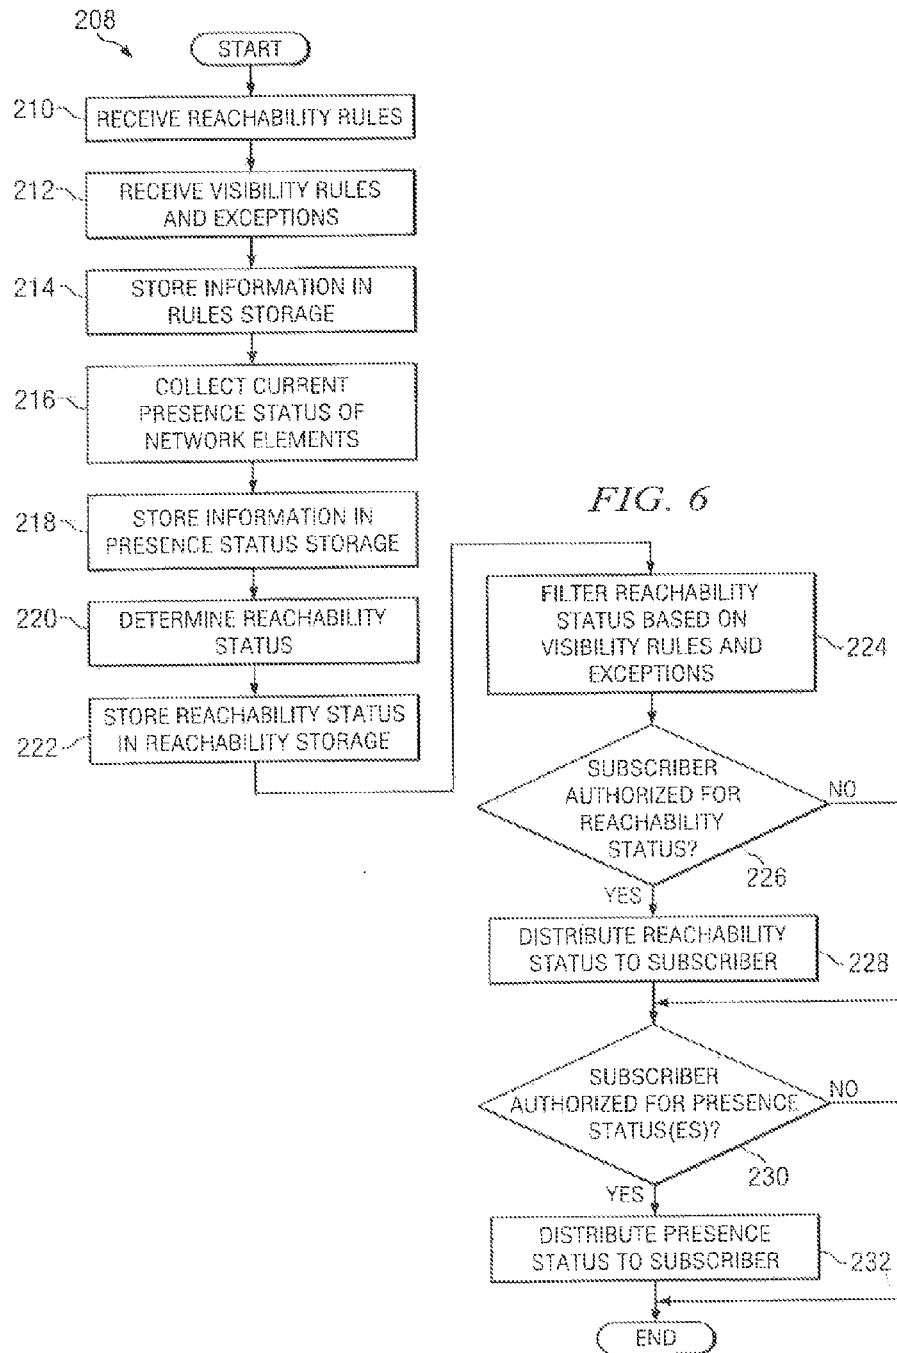 208
START
210
RECEIVE REACHABILITY RULES
212
RECEIVE VISIBILITY RULES
AND EXCEPTIONS
214
STORE INFORMATION IN
RULES STORAGE
216
COLLECT CURRENT
PRESENCE STATUS OF
NETWORK ELEMENTS
218
STORE INFORMATION IN
PRESENCE STATUS STORAGE
220
DETERMINE REACHABILITY
STATUS
222
STORE REACHABILITY STATUS
IN REACHABILITY STORAGE
FIG. 6
FILTER REACHABILITY
STATUS BASED ON
VISIBILITY RULES AND
EXCEPTIONS
224
SUBSCRIBER
AUTHORIZED FOR
REACHABILITY
STATUS?
NO
226
YES
DISTRIBUTE REACHABILITY
STATUS TO SUBSCRIBER
228
SUBSCRIBER
AUTHORIZED FOR PRESENCE
STATUS(ES)?
NO
230
YES
DISTRIBUTE PRESENCE
STATUS TO SUBSCRIBER
232
END